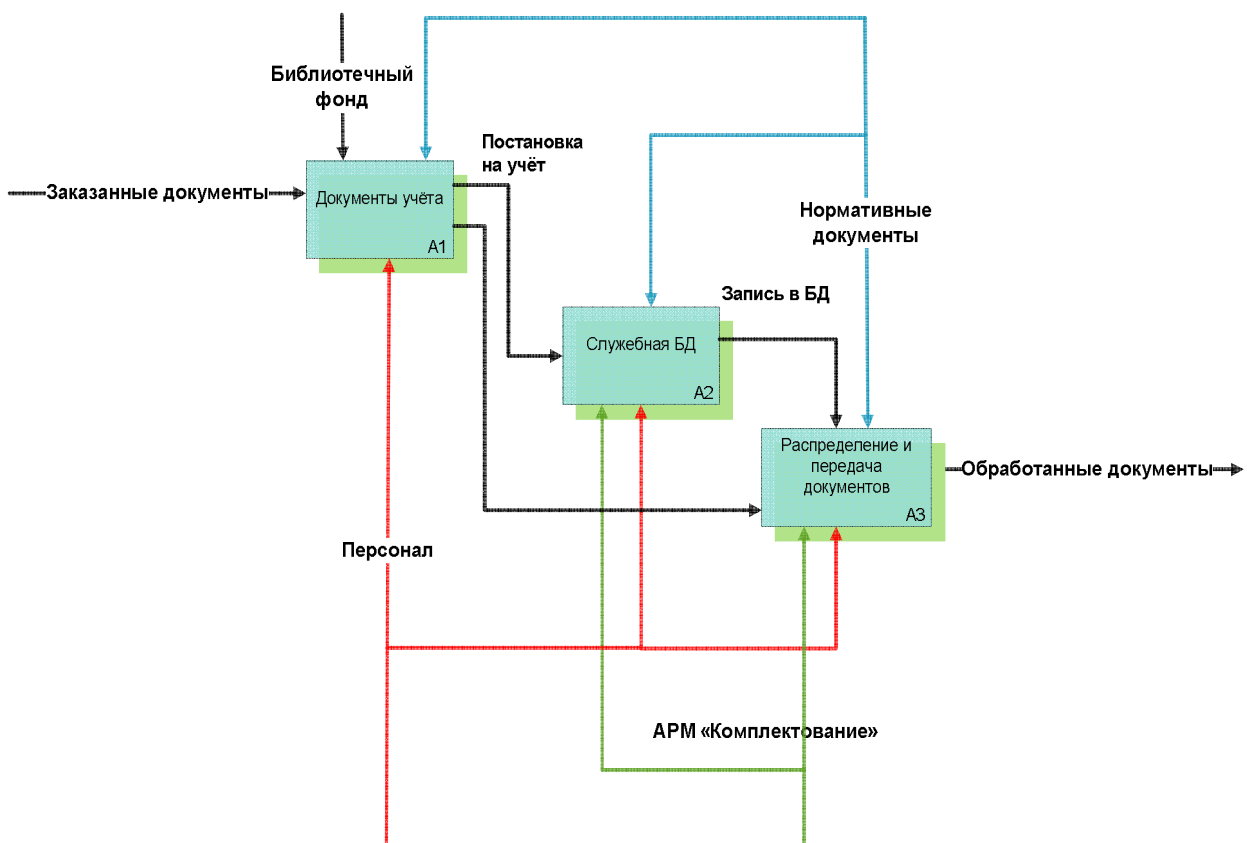 Библиотечный
фонд
Постановка
на учёт
Заказанные документы
Документы учёта
А1
Нормативные
документы
Запись в БД
Служебная БД
А2
Распределение и
передача
документов
А3
Обработанные документы
Персонал
АРМ «Комплектование»